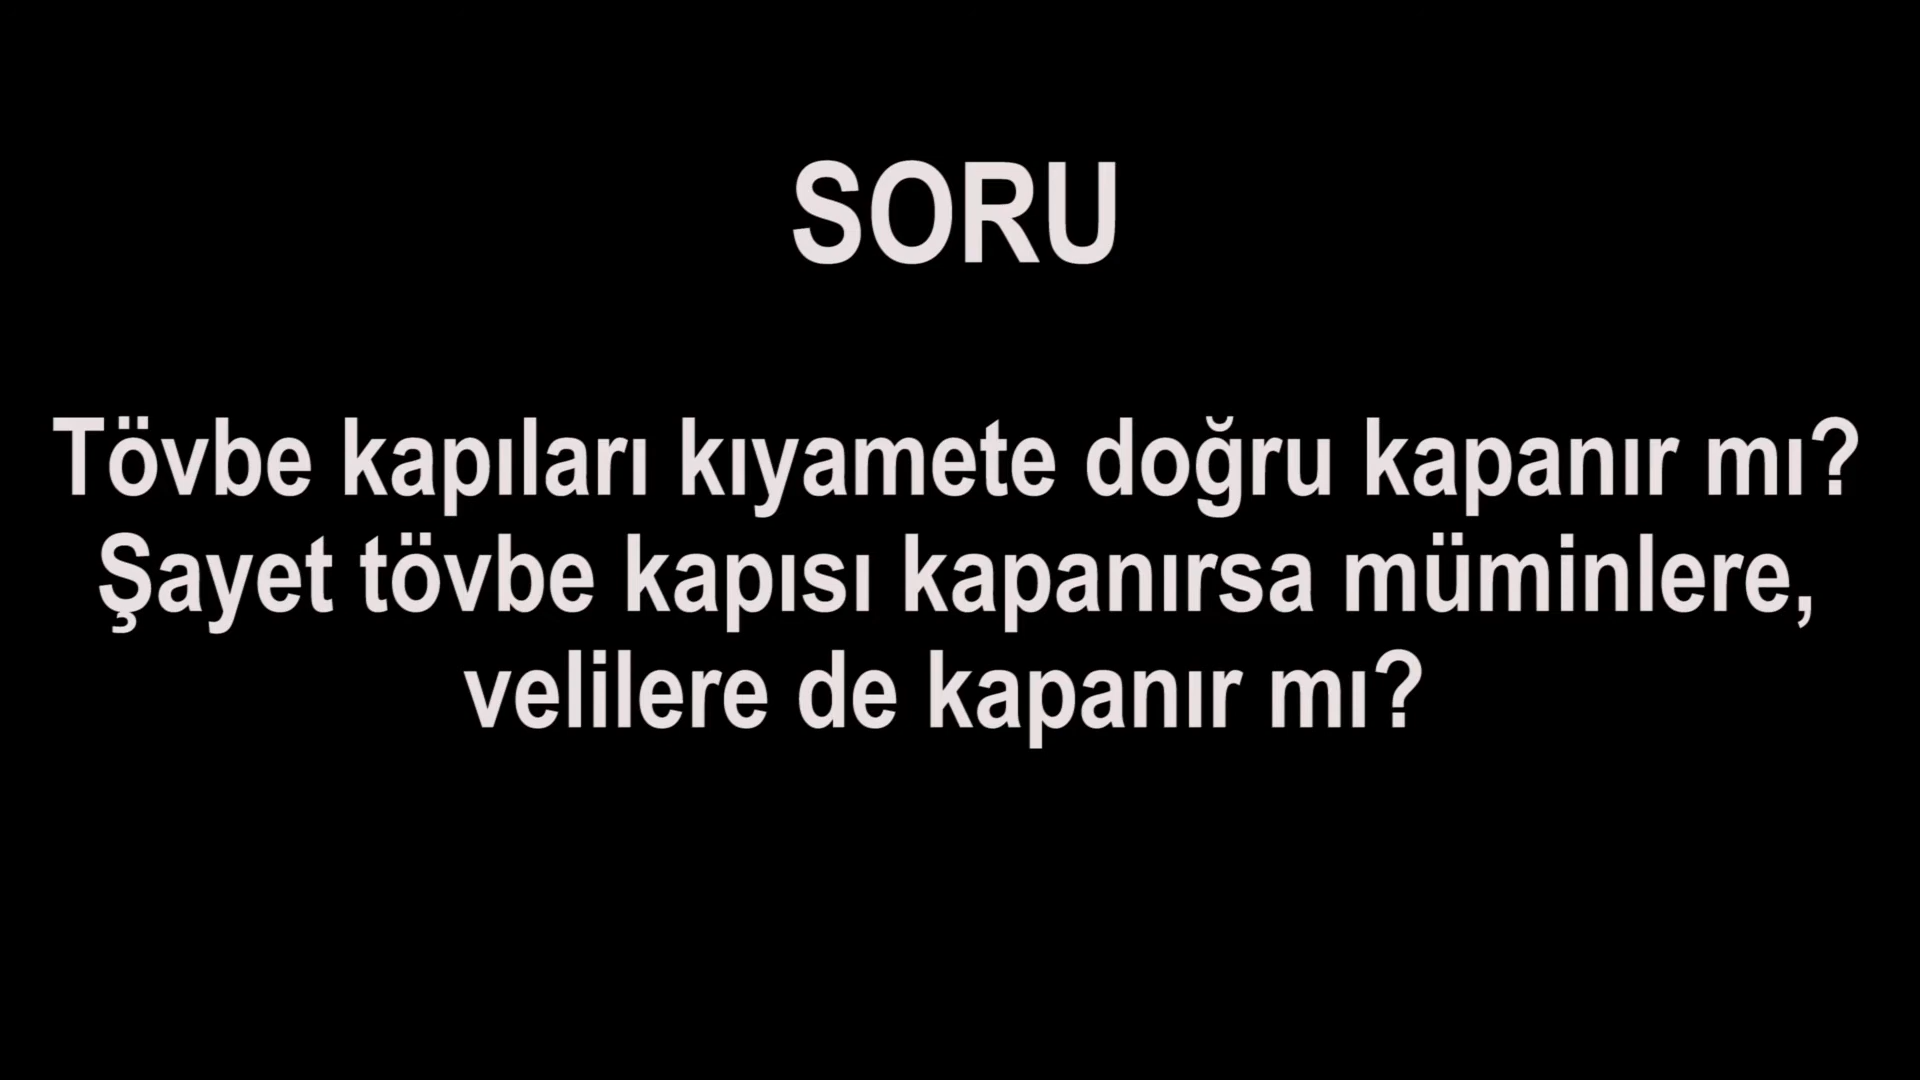 SORU
Tövbe kapıları kıyamete doğru kapanır mı?
Şayet tövbe kapısı kapanırsa müminlere,
velilere de kapanır mı?